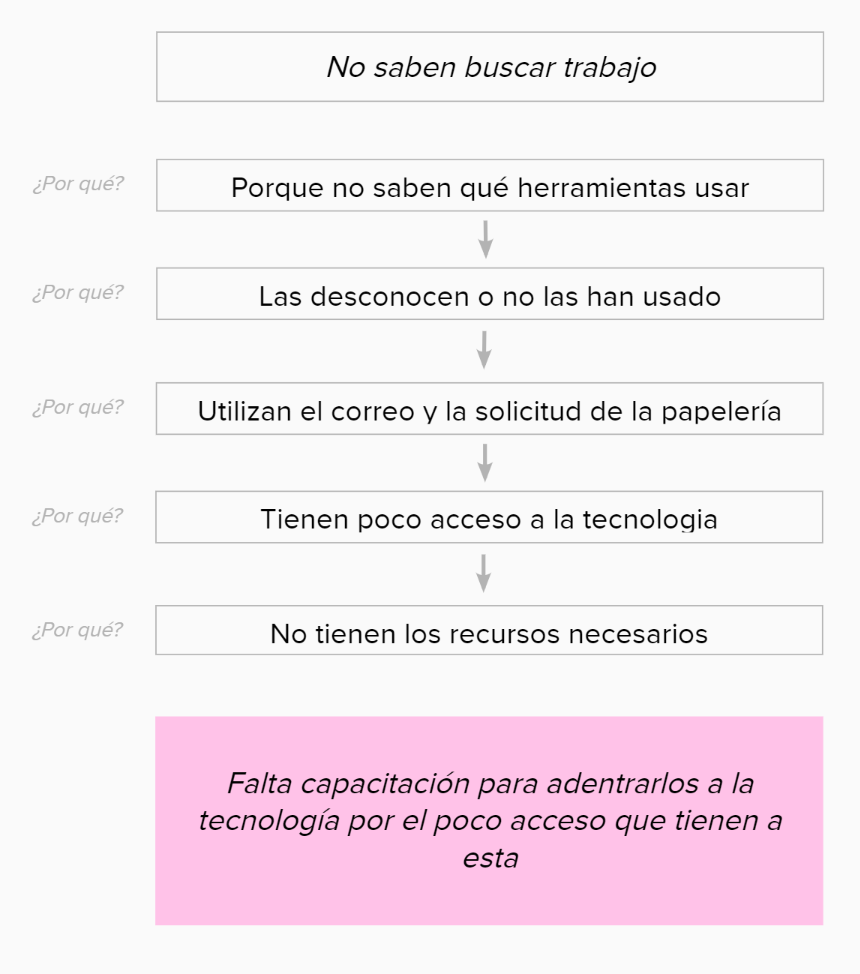 No saben buscar trabajo
¿Por qué?
Porque no saben qué herramientas usar
¿Por qué?
Las desconocen o no las han usado
¿Por qué?
Utilizan el correo y la solicitud de la papelería
¿Por qué?
Tienen poco acceso a la tecnologia
¿Por qué?
No tienen los recursos necesarios
Falta capacitación para adentrarlos a la
tecnología por el poco acceso que tienen a
esta